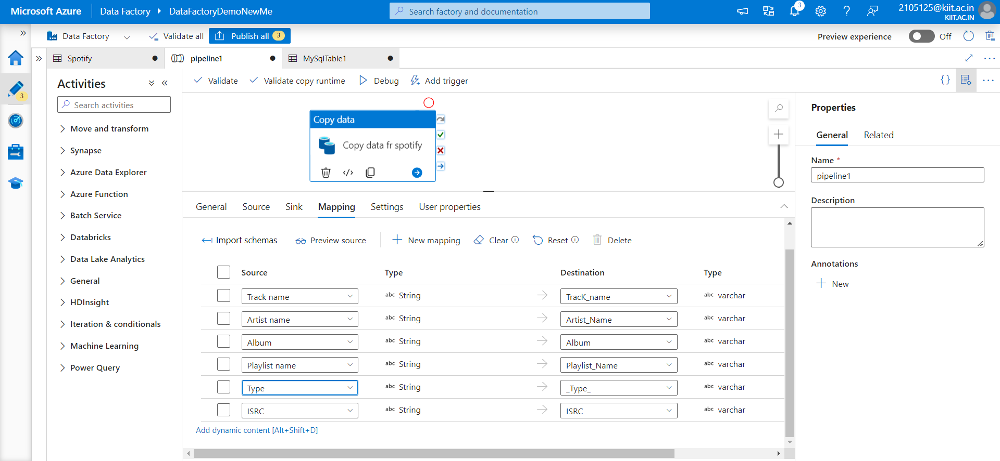 Microsoft Azure
Data Factory
DataFactoryDemoNewMe
Search factory and documentation
3
2105125@kiit.ac.in
KIIT.AC.IN
Data Factory
Validate all
Publish all
3
Preview experience
Off
Spotify
pipeline1
MySqlTable1
3
Activities
Search activities
Move and transform
Synapse
Azure Data Explorer
Azure Function
Batch Service
Databricks
Data Lake Analytics
General
HDInsight
Iteration & conditionals
Machine Learning
Power Query
Validate
Validate copy runtime
Debug
Add trigger
Copy data
Copy data fr spotify
General
Source
Sink
Mapping
Settings
User properties
Import schemas
Preview source
New mapping
Clear
Reset
Delete
Source Type Destination Type
Track name abc String TracK_name abc varchar
Artist name abc String Artist_Name abc varchar
Album abc String Album abc varchar
Playlist name abc String Playlist_Name abc varchar
Type abc String _Type_ abc varchar
ISRC abc String ISRC abc varchar
Add dynamic content [Alt+Shift+D]
Properties
General
Related
Name *
pipeline1
Description
Annotations
New